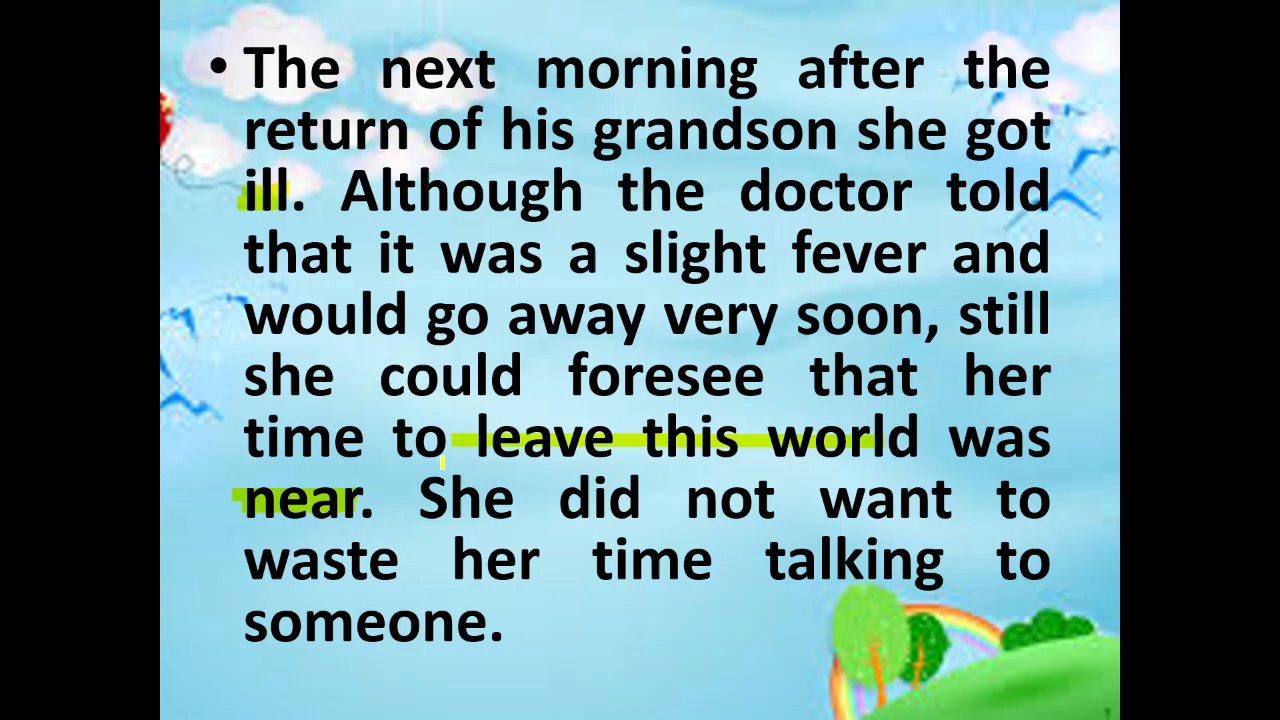 • The next morning after the
return of his grandson she got
ill. Although the doctor told
that it was a slight fever and
would go away very soon, still
she could foresee that her
time to leave this world was
near. She did not want to
waste her time talking to
someone.